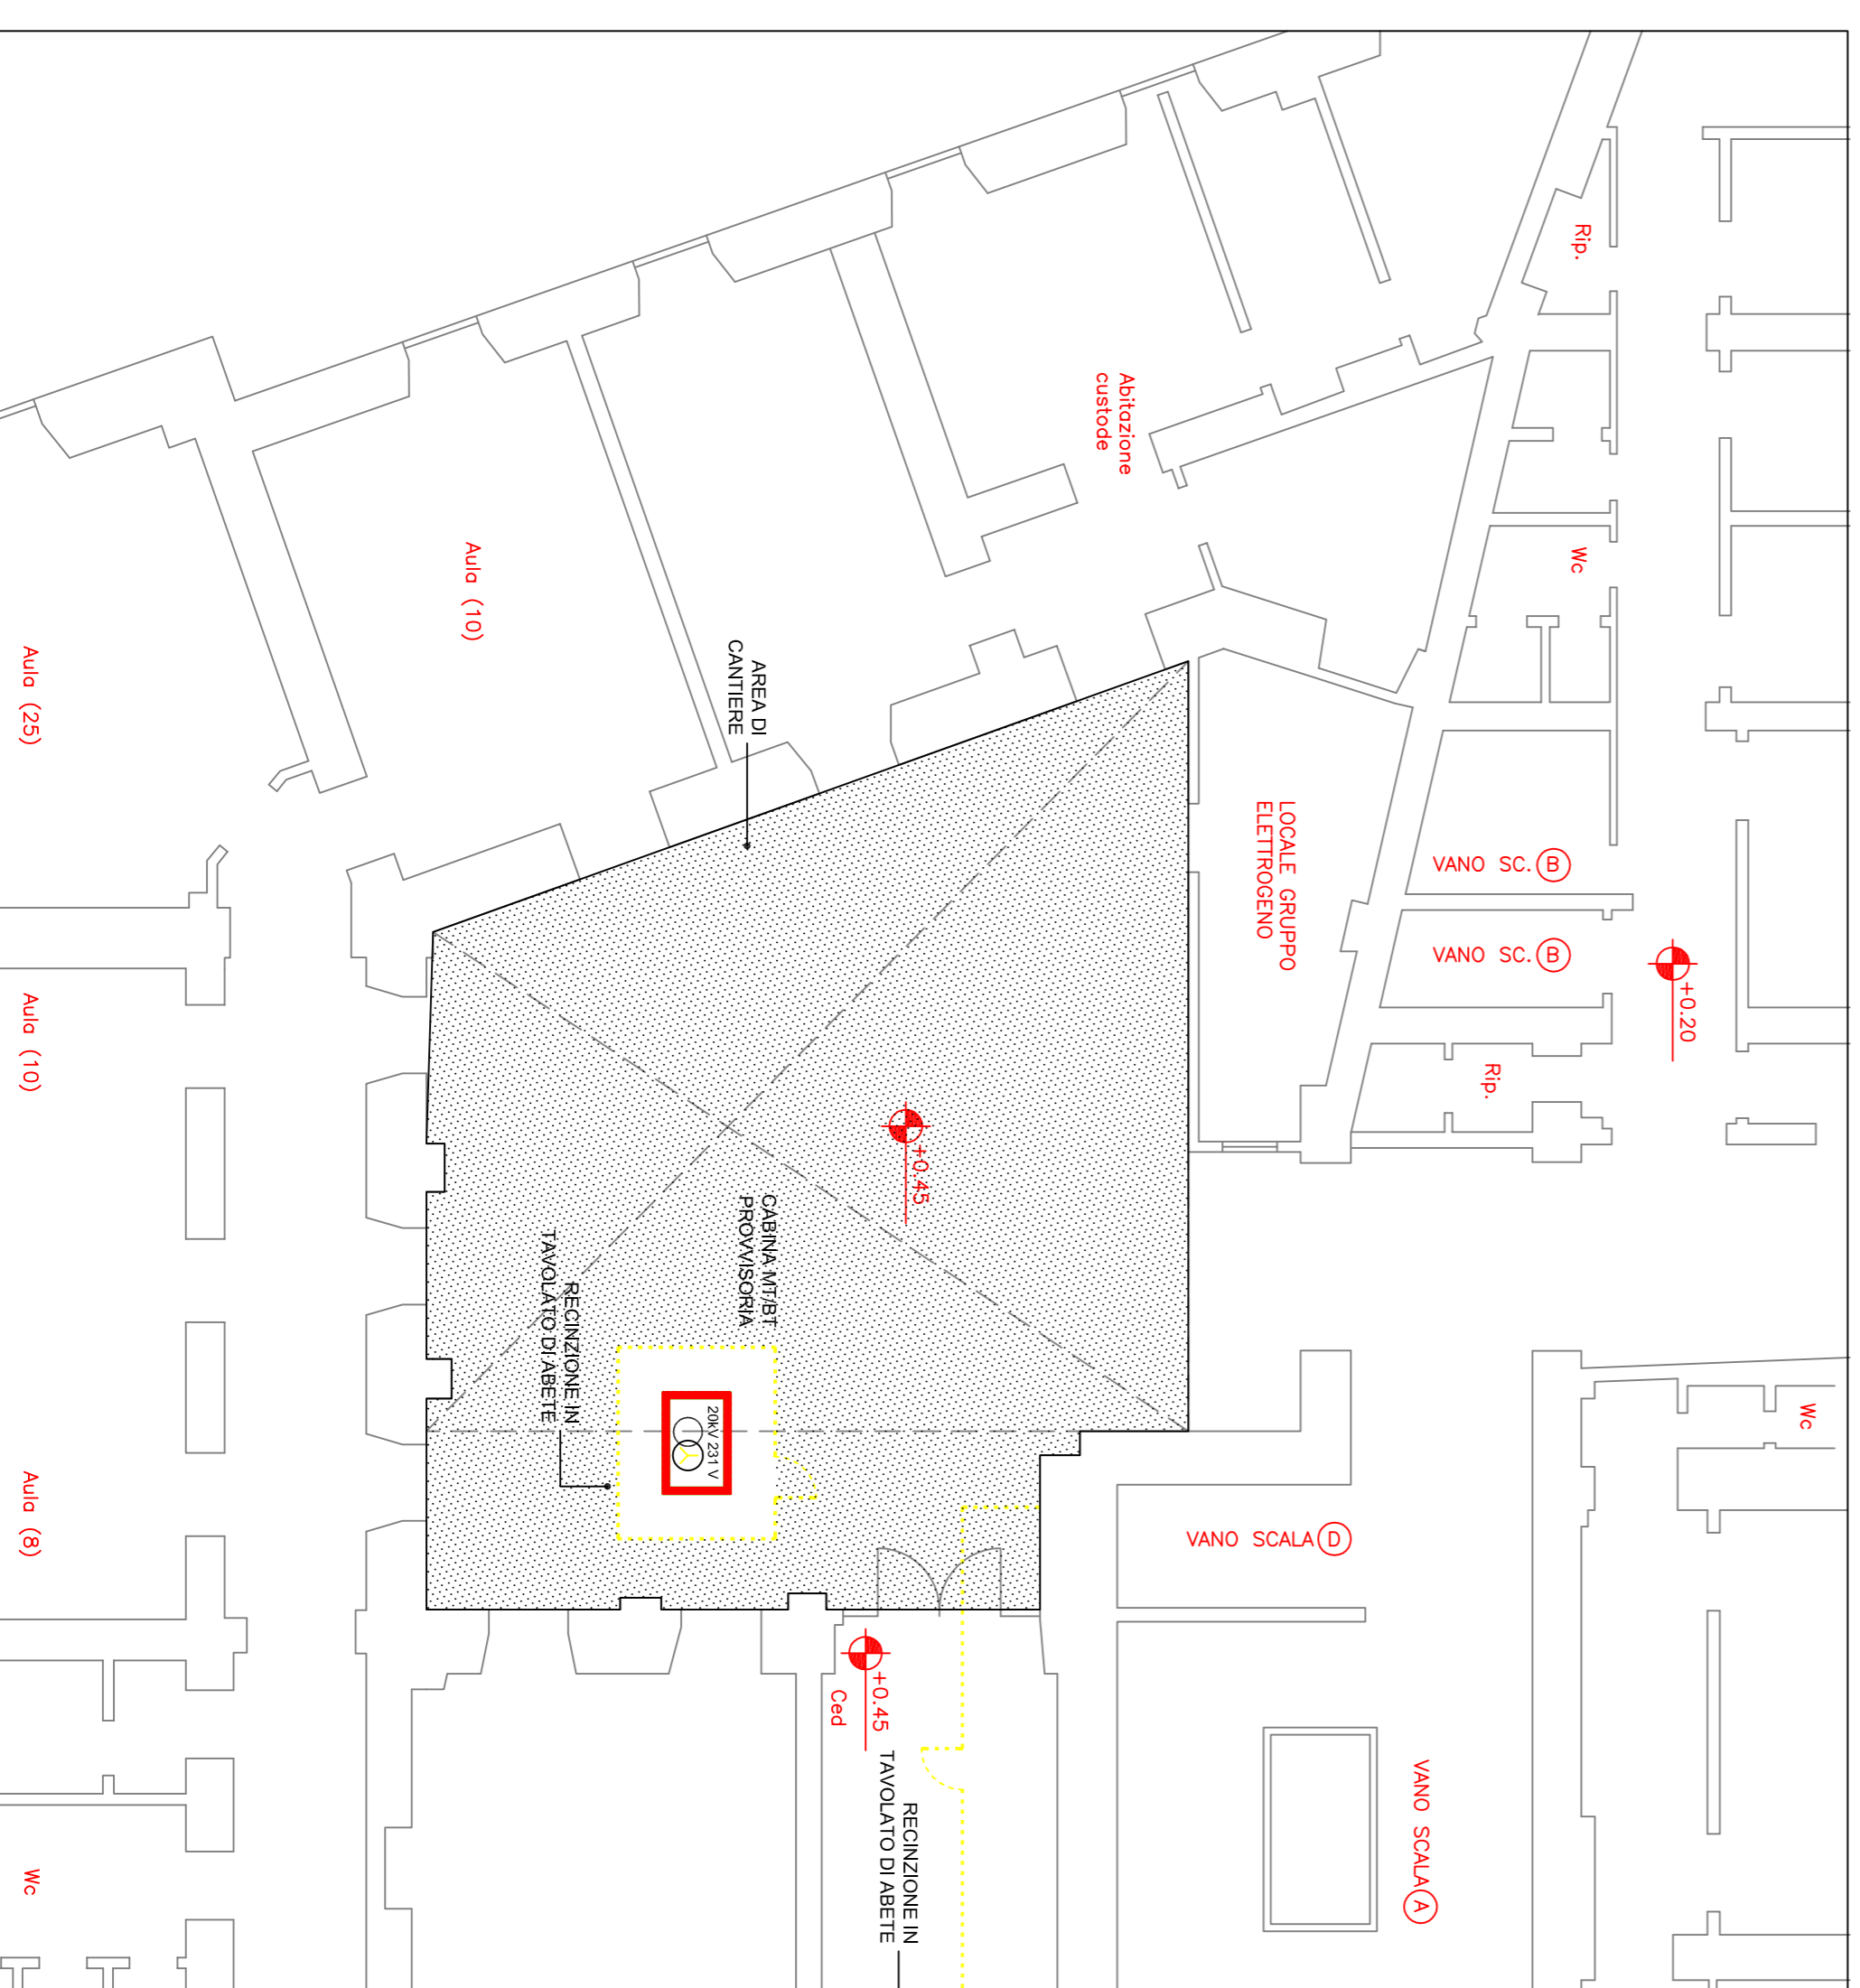 Rip.
Abitazione
custode
Wc
Aula (10)
Aula (25)
AREA DI
CANTIERE
LOCALE GRUPPO
ELETTROGENO
VANO SC. B
VANO SC. B
+0.20
Aula (10)
Rip.
+0.45
CABINA MT/BT
PROVVISORIA
RECINZIONE IN
TAVOLATO DI ABETE
20kV 231 V
Wc
Aula (8)
VANO SCALA D
+0.45
Ced
RECINZIONE IN
TAVOLATO DI ABETE
VANO SCALA A
Wc